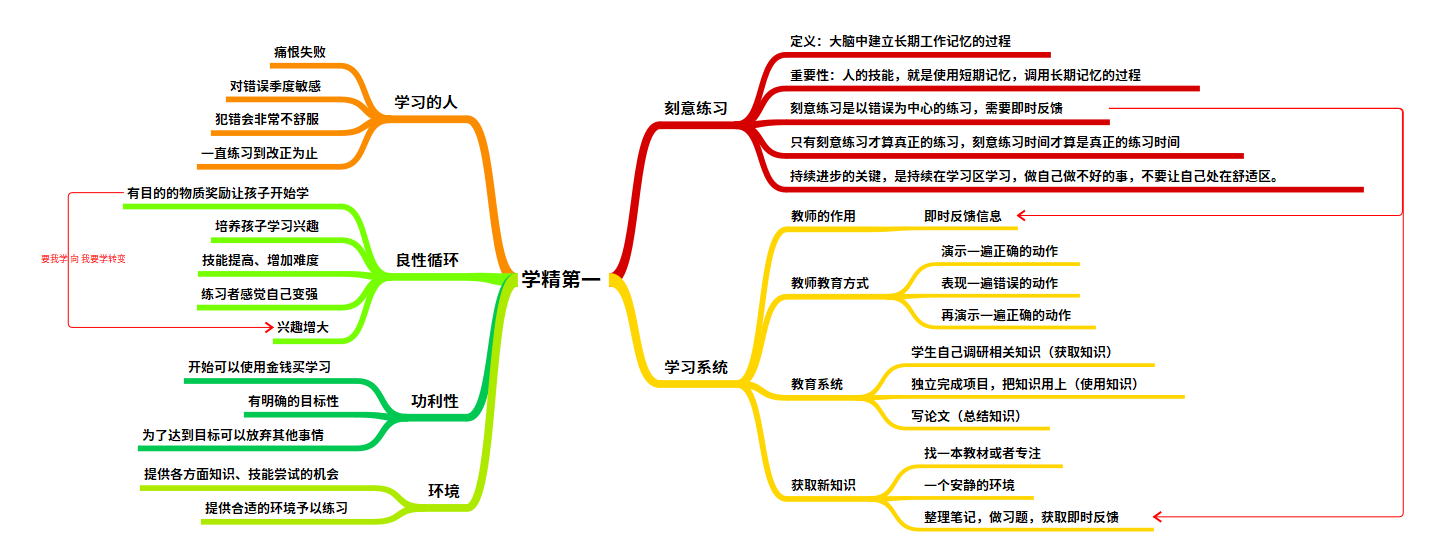 学精第一
刻意练习
定义：大脑中建立长期工作记忆的过程
重要性：人的技能，就是使用短期记忆，调用长期记忆的过程
刻意练习是以错误为中心的练习，需要即时反馈
只有刻意练习才算真正的练习，刻意练习时间才算是真正的练习时间
持续进步的关键，是持续在学习区学习，做自己做不好的事，不要让自己处在舒适区。
学习系统
教师的作用
即时反馈信息
教师教育方式
演示一遍正确的动作
表现一遍错误的动作
再演示一遍正确的动作
教育系统
学生自己调研相关知识（获取知识）
独立完成项目，把知识用上（使用知识）
写论文（总结知识）
获取新知识
找一本教材或者专注
一个安静的环境
整理笔记，做习题，获取即时反馈
学习的人
痛恨失败
对错误季度敏感
犯错会非常不舒服
一直练习到改正为止
良性循环
有目的的物质奖励让孩子开始学
培养孩子学习兴趣
技能提高、增加难度
练习者感觉自己变强
兴趣增大
要我学 向 我要学转变
功利性
开始可以使用金钱买学习
有明确的目标性
为了达到目标可以放弃其他事情
环境
提供各方面知识、技能尝试的机会
提供合适的环境予以练习